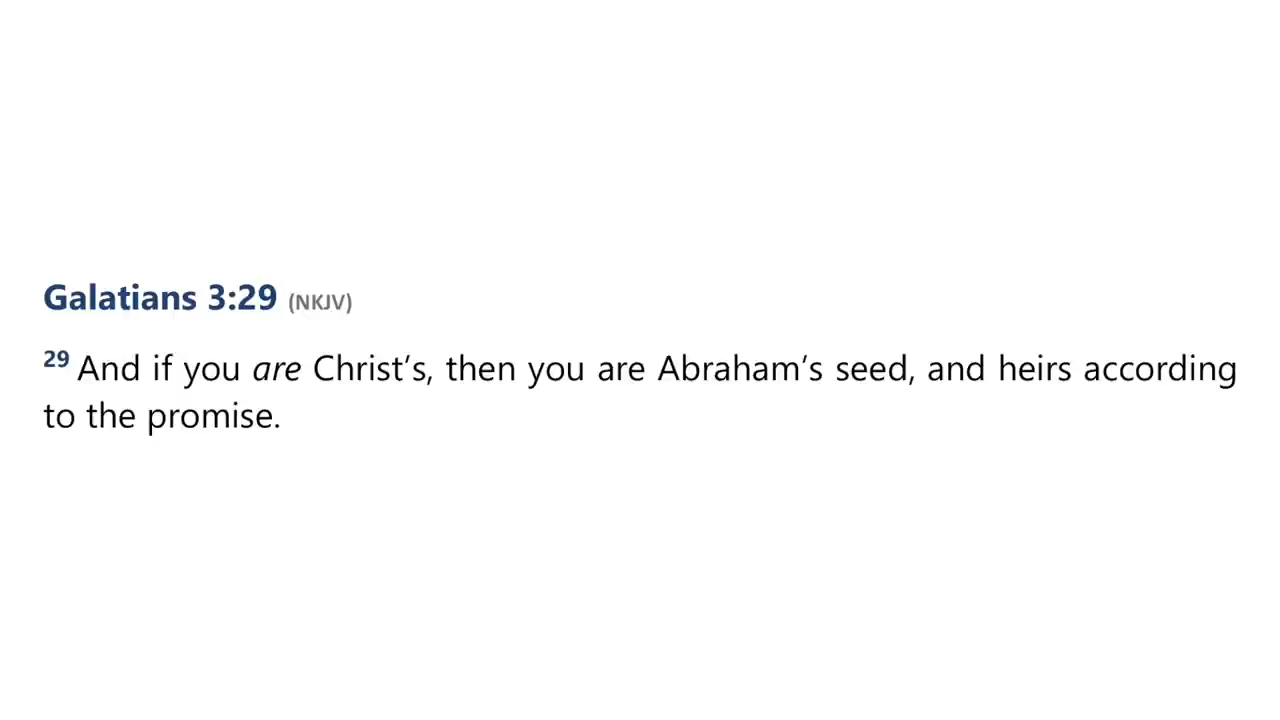 Galatians 3:29 (NKJV)
29 And if you are Christ’s, then you are Abraham’s seed, and heirs according
to the promise.